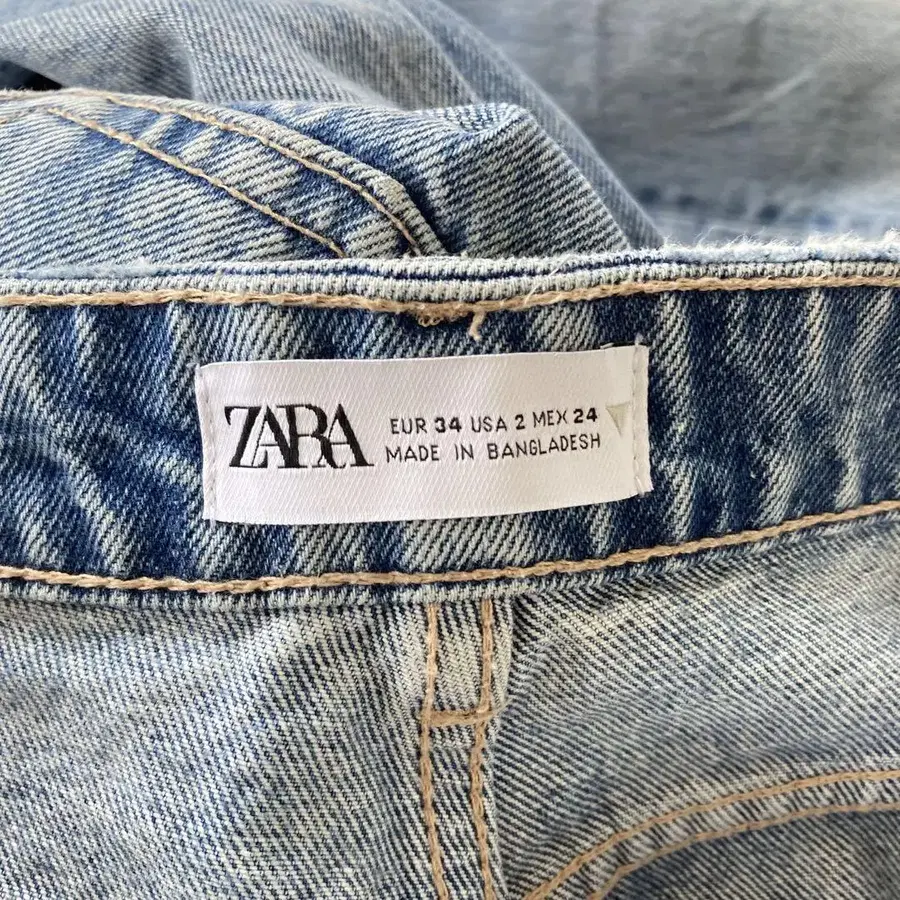 ZARA
EUR 34 USA 2 MEX 24
MADE IN BANGLADESH